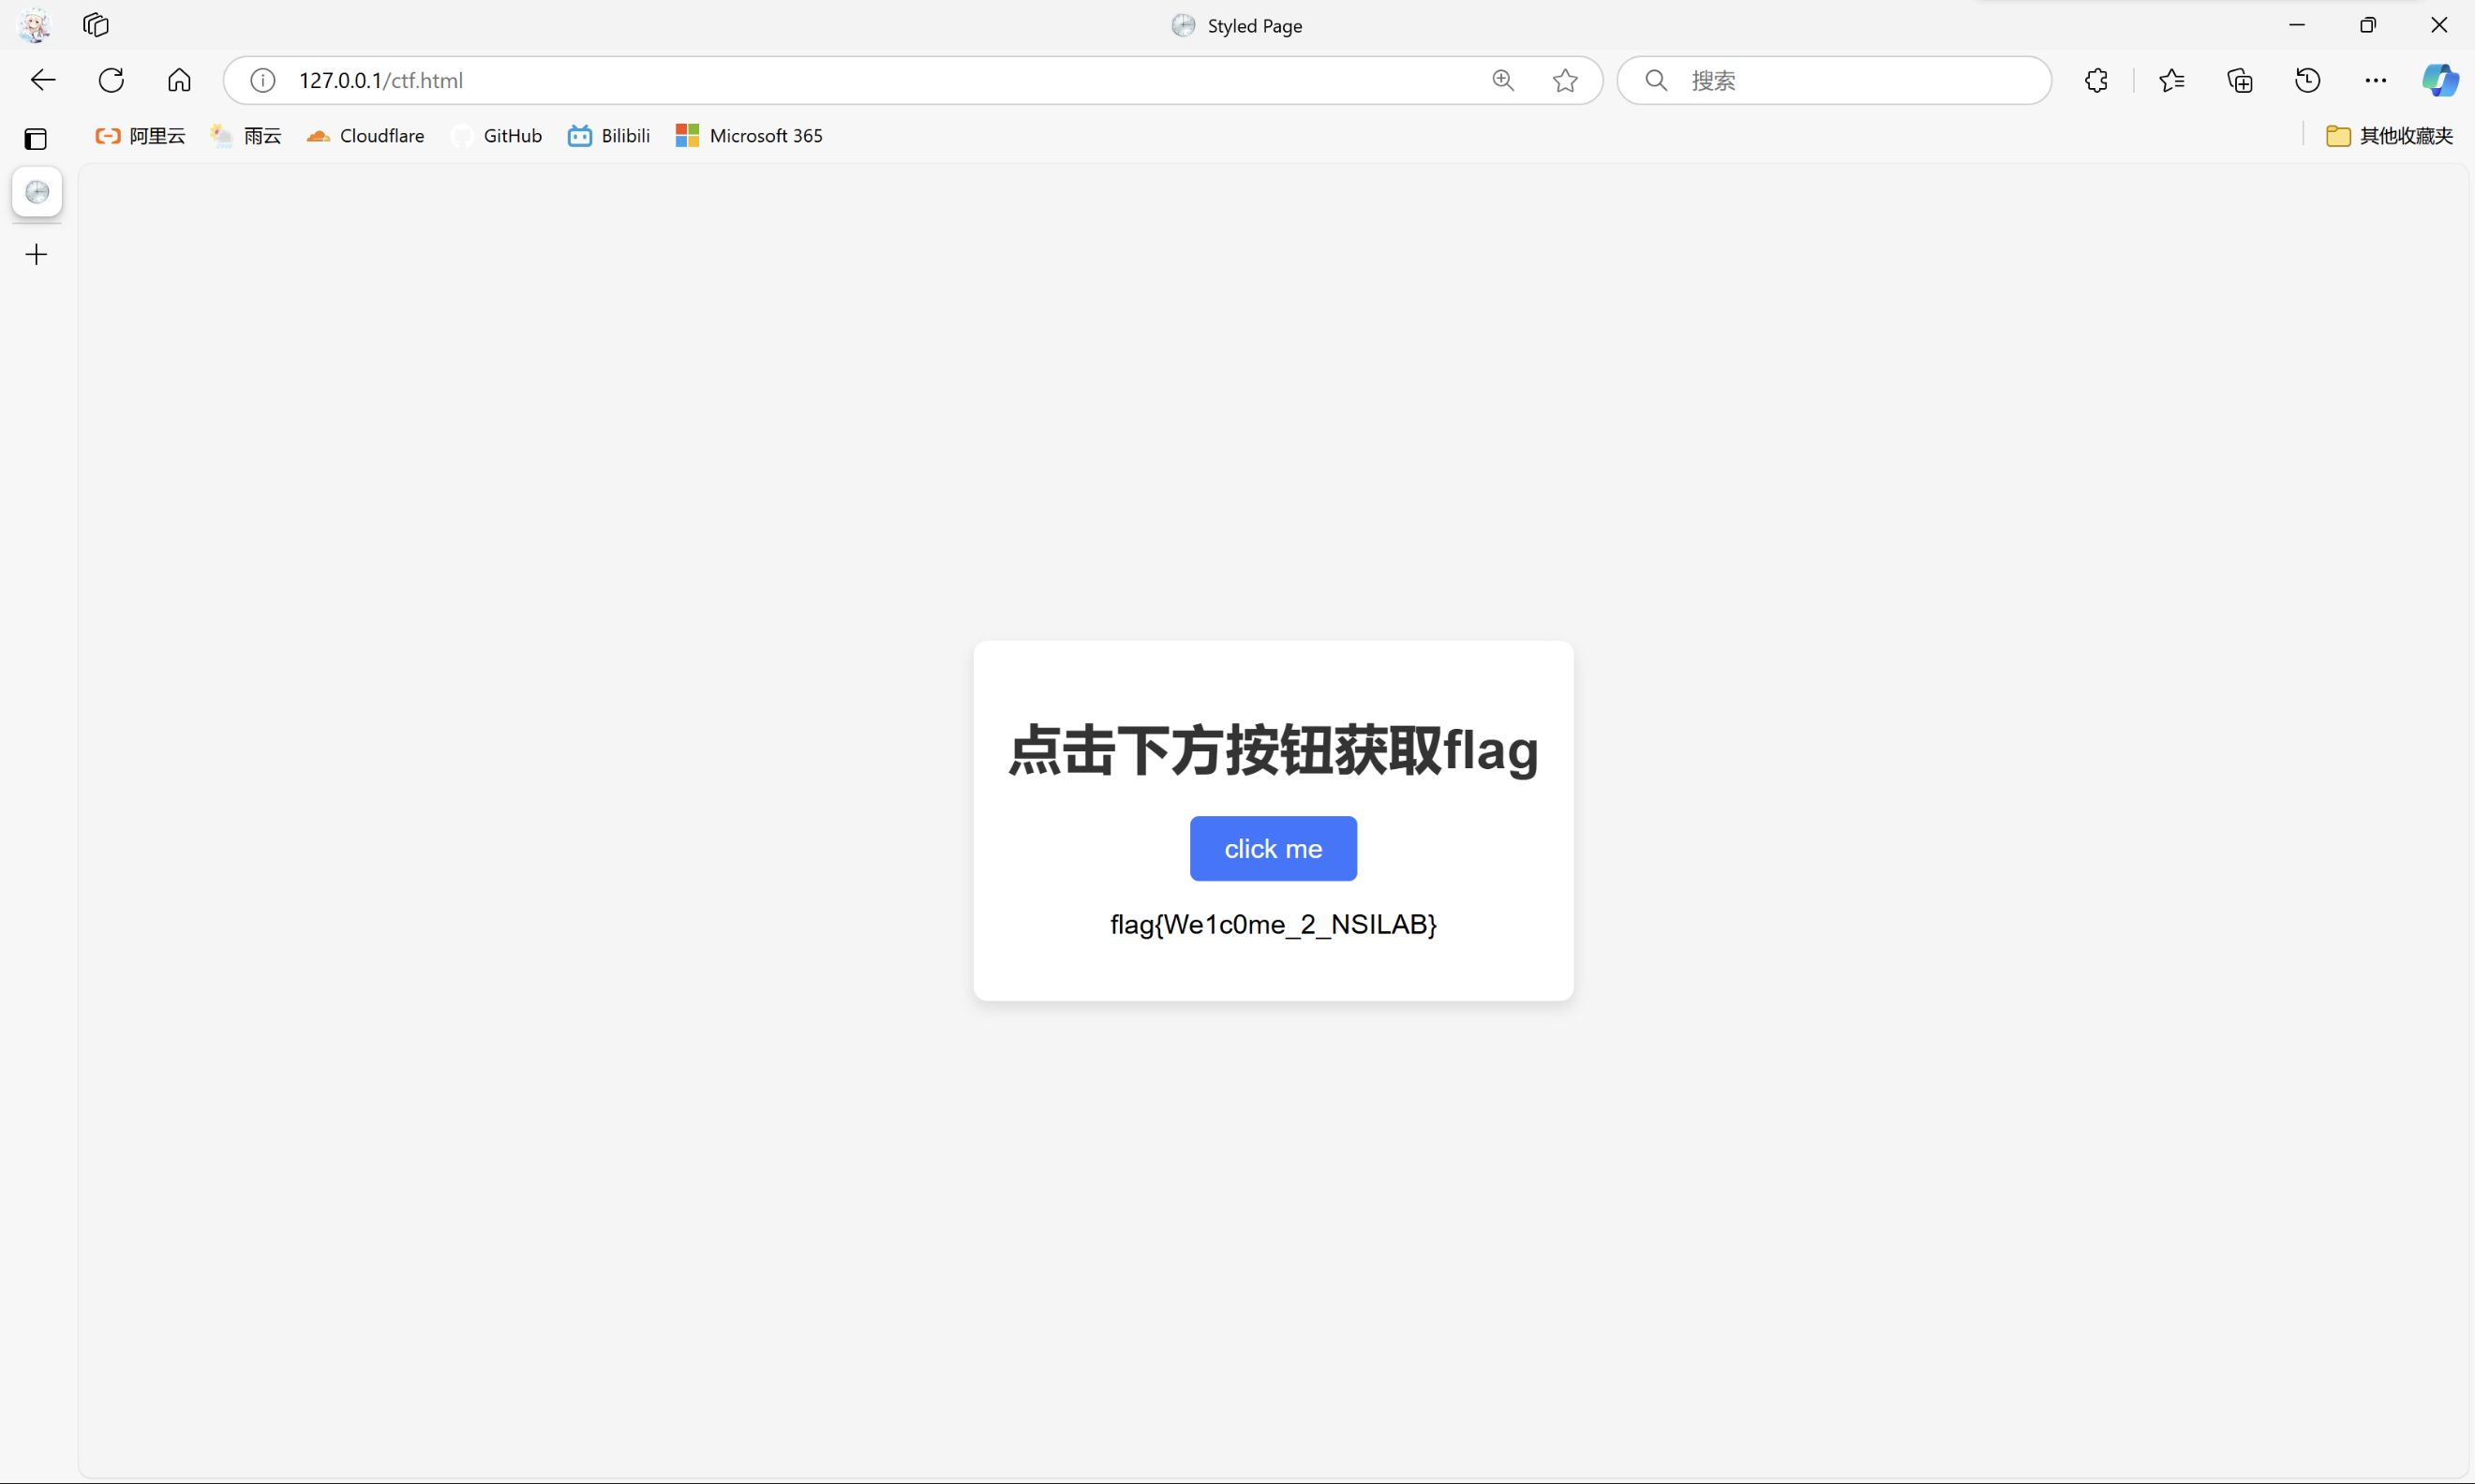 Styled Page
127.0.0.1/ctf.html
搜索
阿里云 雨云 Cloudflare GitHub Bilibili Microsoft 365 其他收藏夹
点击下方按钮获取flag
click me
flag{We1c0me_2_NSILAB}